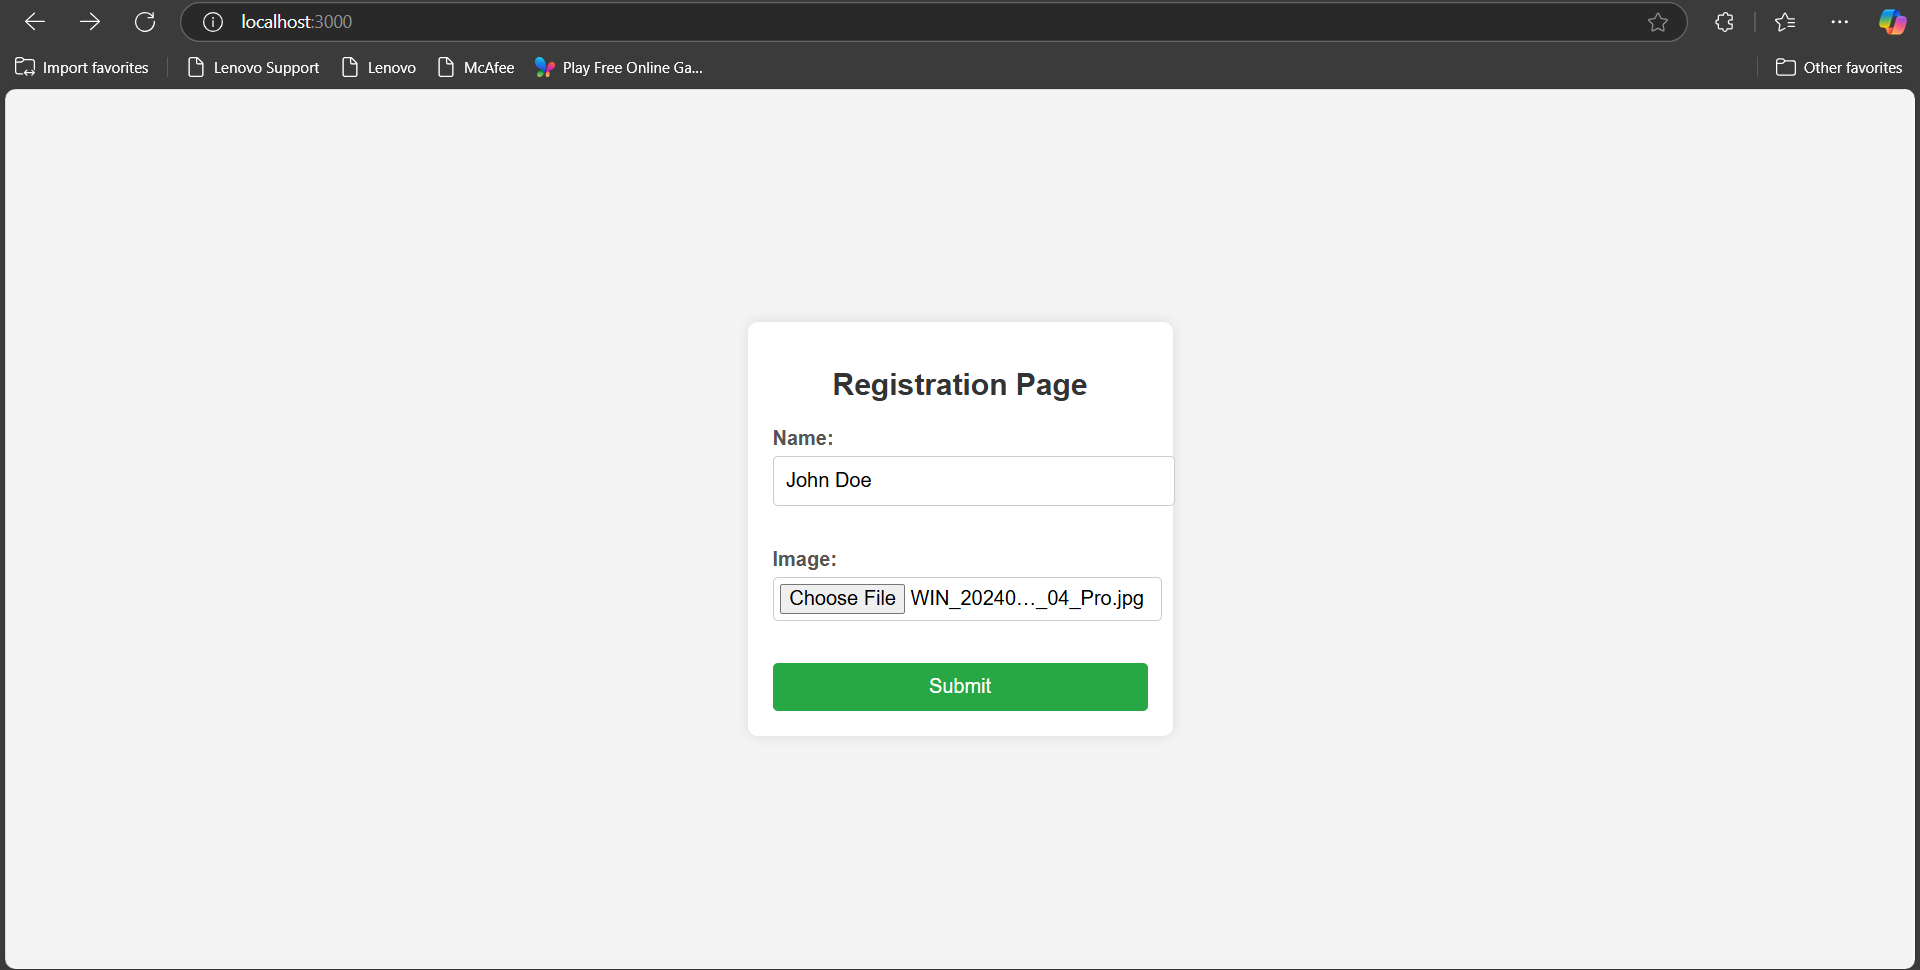 localhost:3000
Import favorites Lenovo Support Lenovo McAfee Play Free Online Ga... Other favorites
Registration Page
Name:
John Doe
Image:
Choose File WIN_20240..._04_Pro.jpg
Submit